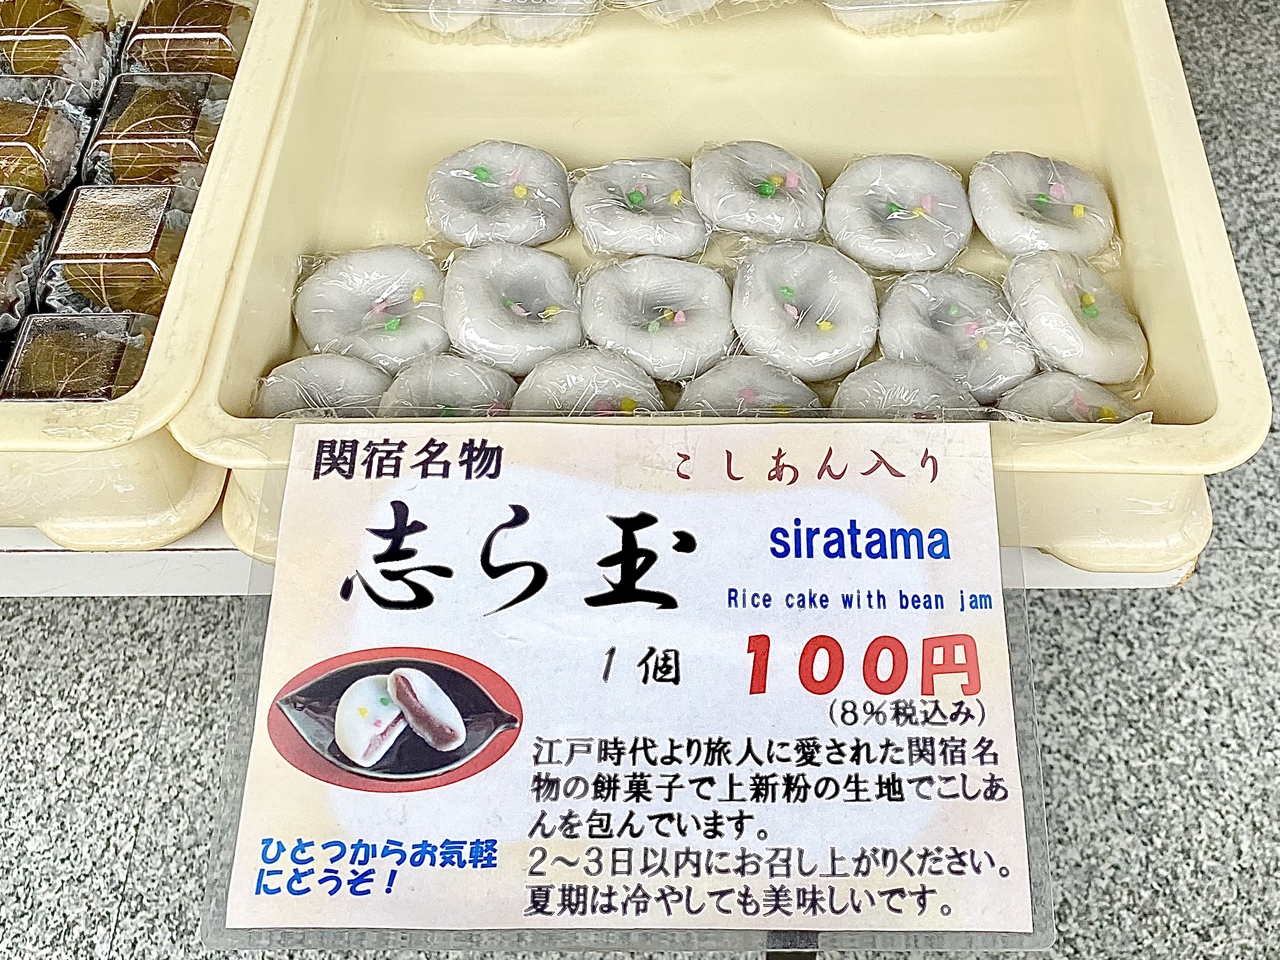 関宿名物
こしあん入り
志ら玉
siratama
Rice cake with bean jam
1個 100円
(8%税込み)
江戸時代より旅人に愛された関宿名
物の餅菓子で上新粉の生地でこしあ
んを包んでいます。
2～3日以内にお召し上がりください。
夏期は冷やしても美味しいです。
ひとつからお気軽
にどうぞ!